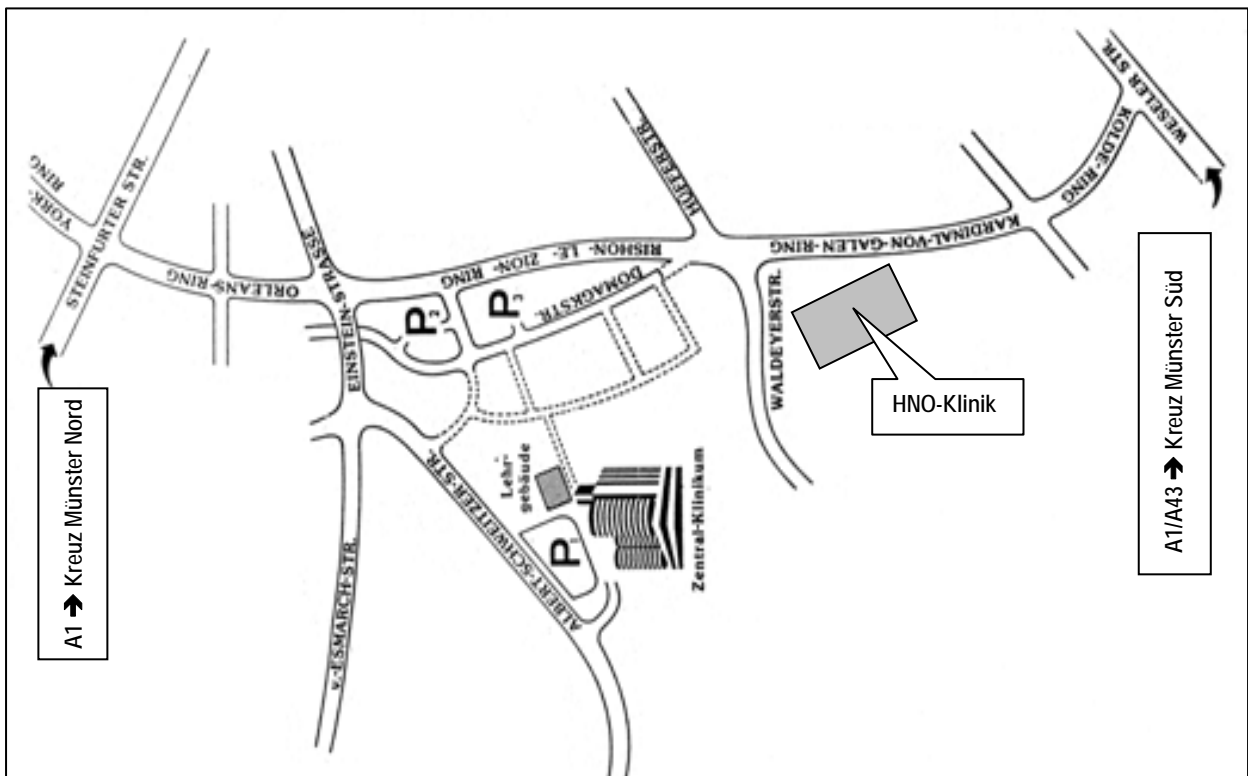 YORK-
RING
STEINFURTER STR.
ORLEANS-RING
EINSTEIN-STRASSE
RISHON-LE-ZION-RING
HÜFFERSTR.
KARDINAL-VON-GALEN-RING
KOLDE-RING
WESELER STR.
P2
P3
DOMAGKSTR.
WALDEYERSTR.
HNO-Klinik
v.-ESMARCH-STR.
ALBERT-SCHWEITZER-STR.
Lehr-
gebäude
P1
Zentral-Klinikum
A1 ➔ Kreuz Münster Nord
A1/A43 ➔ Kreuz Münster Süd